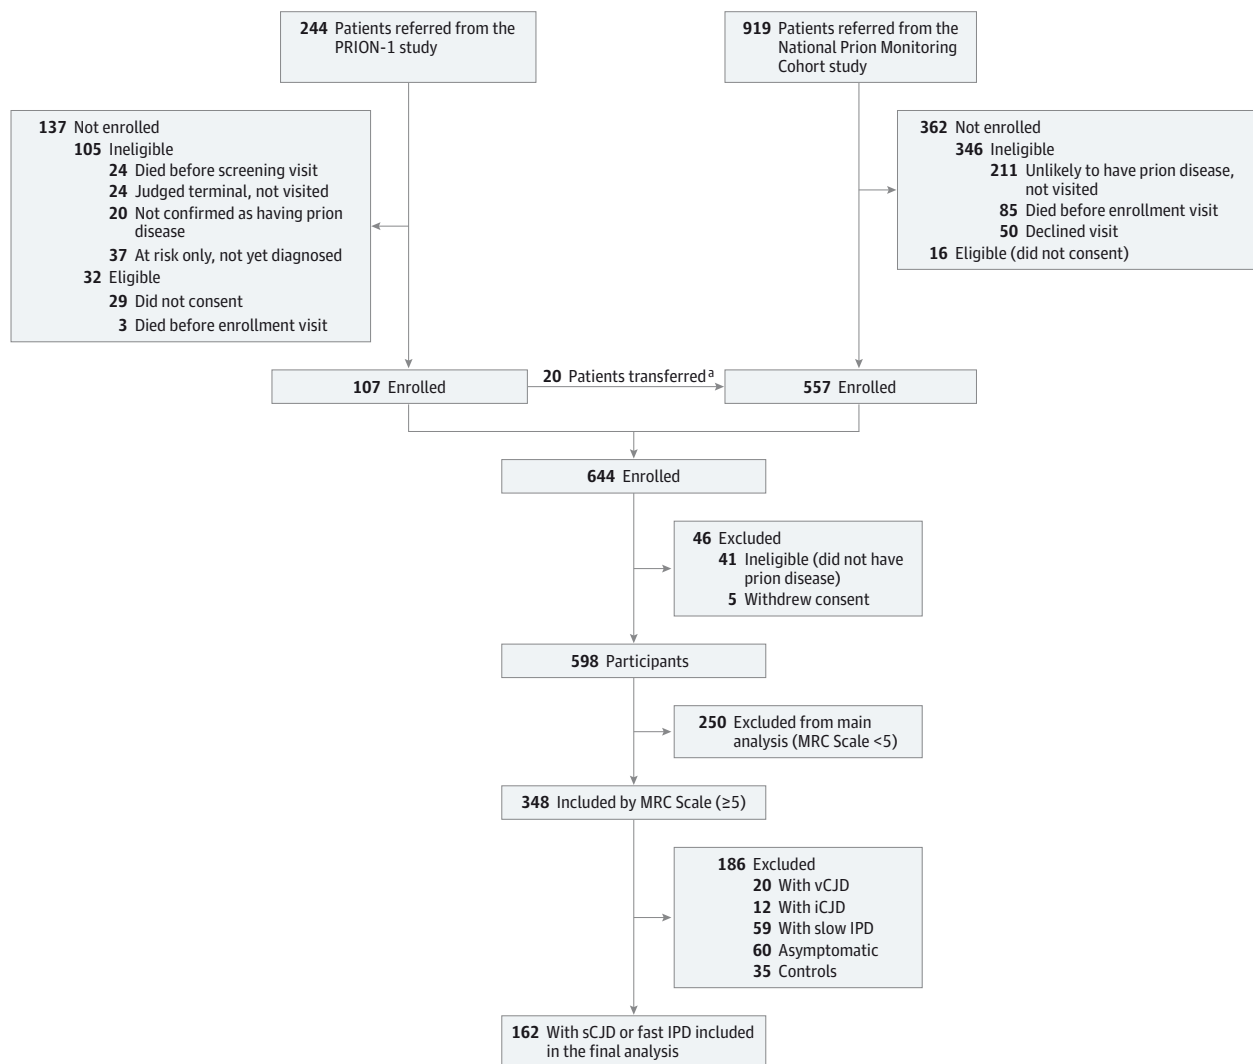 244 Patients referred from the
PRION-1 study
919 Patients referred from the
National Prion Monitoring
Cohort study
137 Not enrolled
105 Ineligible
24 Died before screening visit
24 Judged terminal, not visited
20 Not confirmed as having prion
disease
37 At risk only, not yet diagnosed
32 Eligible
29 Did not consent
3 Died before enrollment visit
362 Not enrolled
346 Ineligible
211 Unlikely to have prion disease,
not visited
85 Died before enrollment visit
50 Declined visit
16 Eligible (did not consent)
107 Enrolled
20 Patients transferred a
557 Enrolled
644 Enrolled
46 Excluded
41 Ineligible (did not have
prion disease)
5 Withdrew consent
598 Participants
250 Excluded from main
analysis (MRC Scale <5)
348 Included by MRC Scale (≥5)
186 Excluded
20 With vCJD
12 With iCJD
59 With slow IPD
60 Asymptomatic
35 Controls
162 With sCJD or fast IPD included
in the final analysis